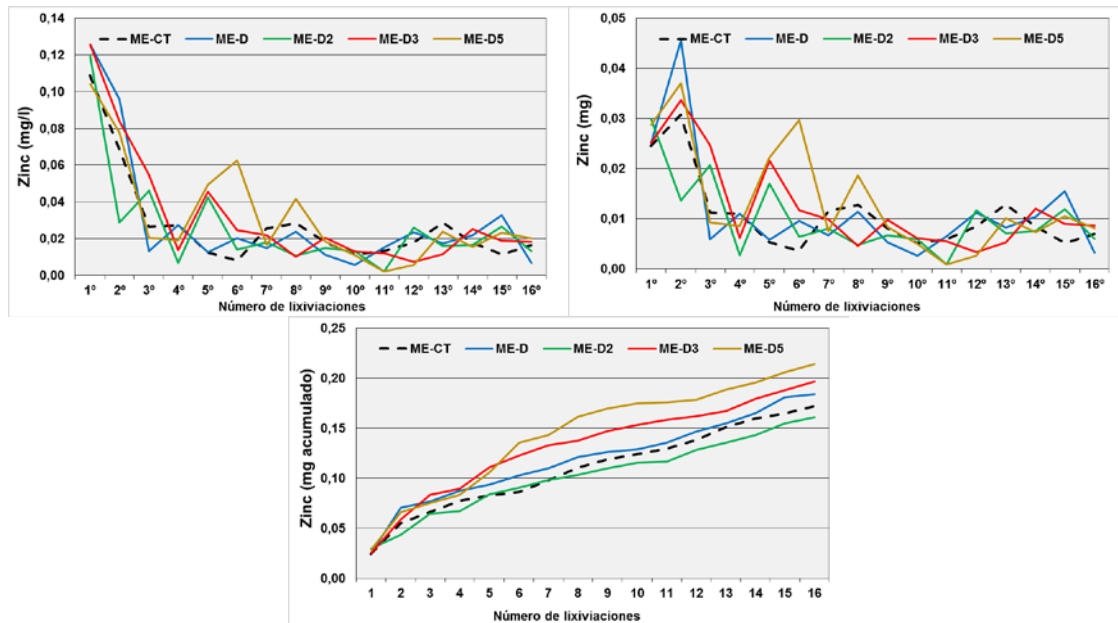 Zinc (mg/l)
0,14
0,12
0,10
0,08
0,06
0,04
0,02
0,00
ME-CT ME-D ME-D2 ME-D3 ME-D5
1º 2º 3º 4º 5º 6º 7º 8º 9º 10º 11º 12º 13º 14º 15º 16º
Número de lixiviaciones
Zinc (mg)
0,05
0,04
0,03
0,02
0,01
0,00
ME-CT ME-D ME-D2 ME-D3 ME-D5
1º 2º 3º 4º 5º 6º 7º 8º 9º 10º 11º 12º 13º 14º 15º 16º
Número de lixiviaciones
Zinc (mg acumulado)
0,25
0,20
0,15
0,10
0,05
0,00
ME-CT ME-D ME-D2 ME-D3 ME-D5
1 2 3 4 5 6 7 8 9 10 11 12 13 14 15 16
Número de lixiviaciones